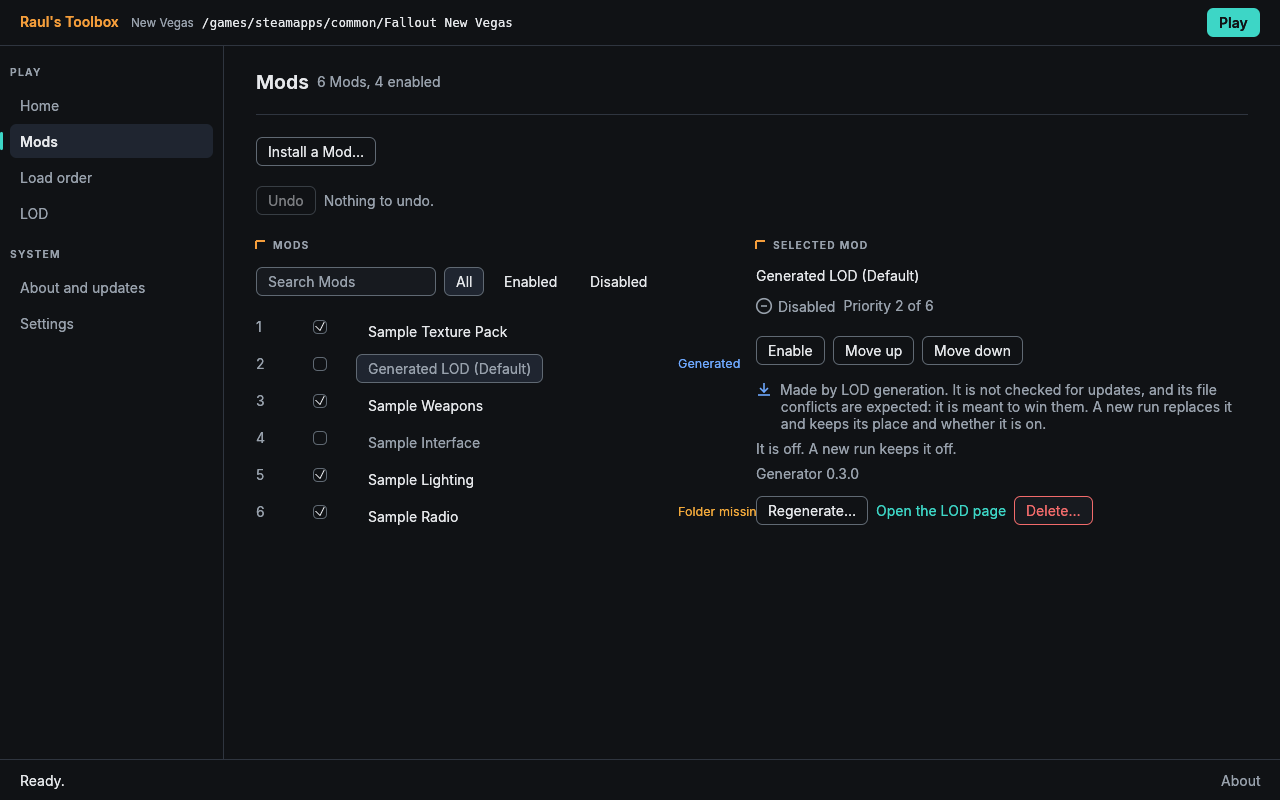 Raul's Toolbox New Vegas /games/steamapps/common/Fallout New Vegas Play
PLAY
Home
Mods
Load order
LOD
SYSTEM
About and updates
Settings
Mods 6 Mods, 4 enabled
Install a Mod...
Undo Nothing to undo.
MODS
Search Mods All Enabled Disabled
1 Sample Texture Pack
2 Generated LOD (Default) Generated
3 Sample Weapons
4 Sample Interface
5 Sample Lighting
6 Sample Radio Folder missin
SELECTED MOD
Generated LOD (Default)
Disabled Priority 2 of 6
Enable Move up Move down
Made by LOD generation. It is not checked for updates, and its file
conflicts are expected: it is meant to win them. A new run replaces it
and keeps its place and whether it is on.
It is off. A new run keeps it off.
Generator 0.3.0
Regenerate... Open the LOD page Delete...
Ready. About